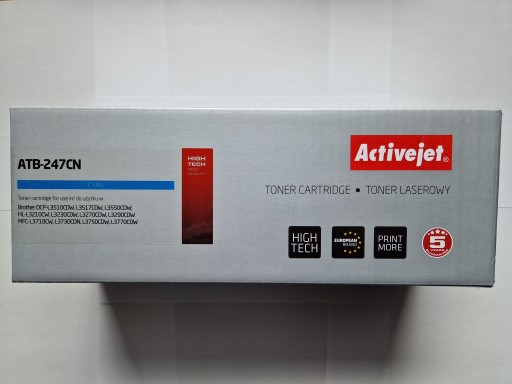 ATB-247CN
CYAN
Toner cartridge for use in/ do użytku w
Brother DCP-L3510CDW, L3517CDW, L3550CDW;
HL-L3210CW, L3230CDW, L3270CDW, L3290CDW
MFC-L3710CW, L3730CDN, L3750CDW, L3770CDW
HIGH
TECH
Activejet®
TONER CARTRIDGE • TONER LASEROWY
HIGH
TECH
EUROPEAN
BRAND
PRINT
MORE
5
YEARS